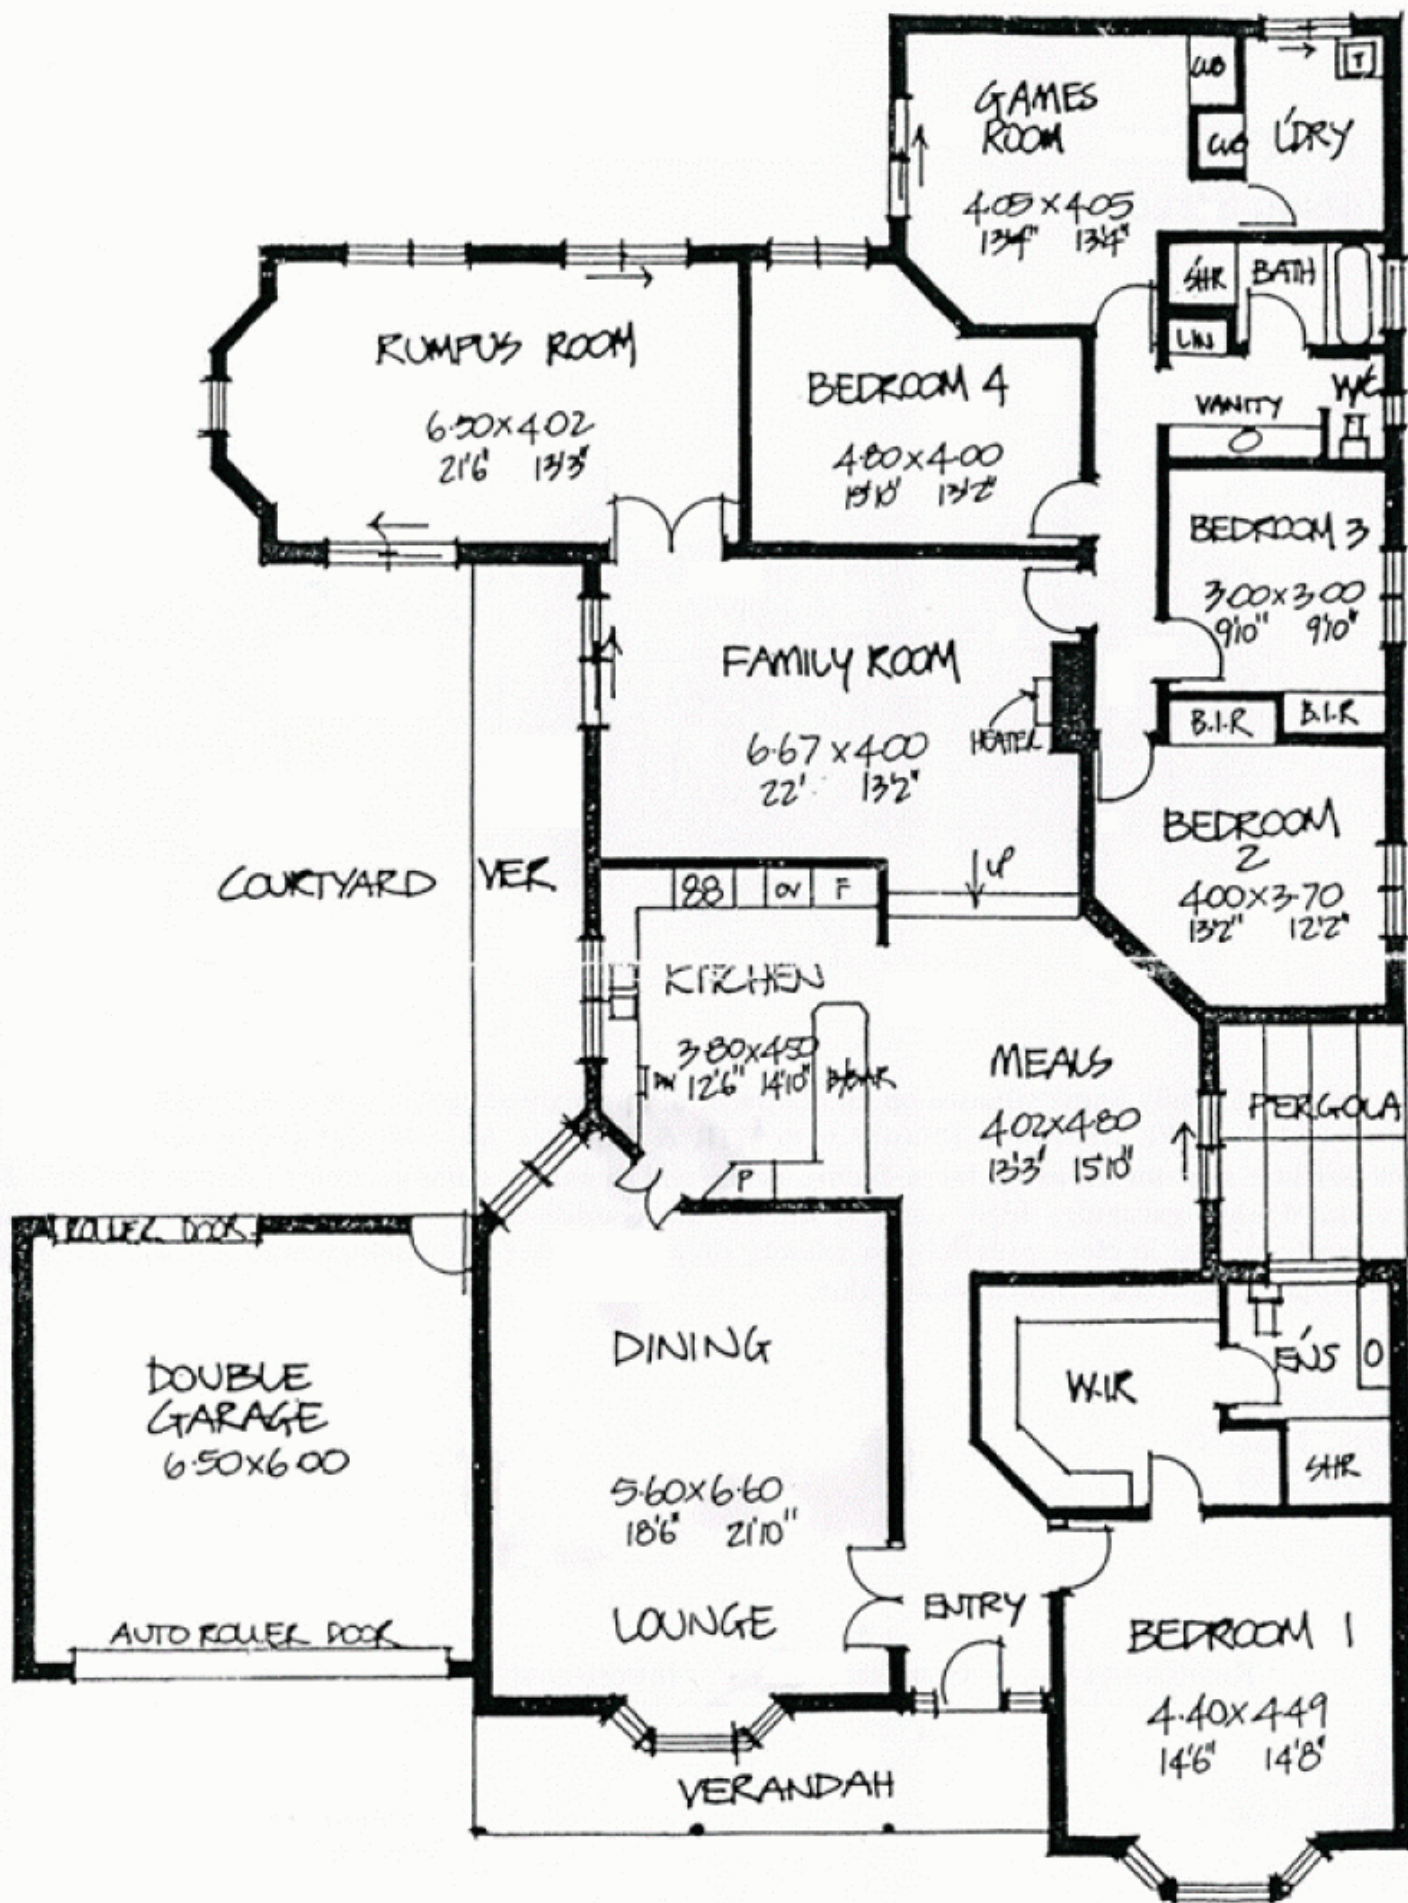 GAMES
ROOM
4.05 x 4.05
13'4" 13'4"
CUB
CUB
T
L'DRY
SHR
BATH
LIN
VANITY
WC
RUMPUS ROOM
6.50 x 4.02
21'6" 13'3"
BEDROOM 4
4.80 x 4.00
15'10" 13'2"
BEDROOM 3
3.00 x 3.00
9'10" 9'10"
B.I.R
B.I.R
FAMILY ROOM
6.67 x 4.00
22' 13'2"
HEATER
UP
BEDROOM
2
4.00 x 3.70
13'2" 12'2"
COURTYARD
VER
OV
F
KITCHEN
3.80 x 4.50
12'6" 14'10"
DW
B/BAR
P
MEALS
4.02 x 4.80
13'3" 15'10"
PERGOLA
ROLLER DOOR
DOUBLE
GARAGE
6.50 x 6.00
AUTO ROLLER DOOR
DINING
5.60 x 6.60
18'6" 21'10"
LOUNGE
W.I.R
ENS
SHR
ENTRY
BEDROOM 1
4.40 x 4.49
14'6" 14'8"
VERANDAH